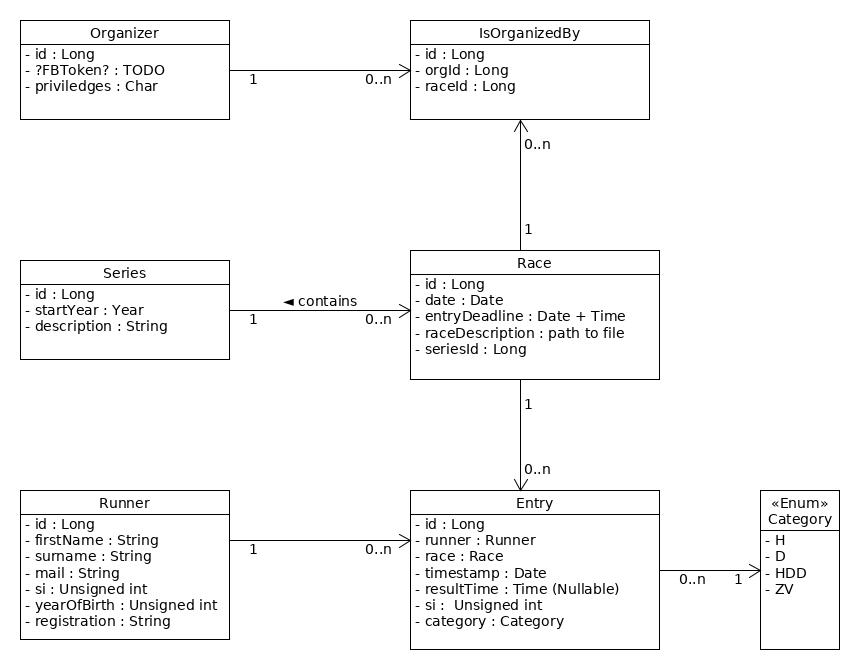 Organizer
- id : Long
- ?FBToken? : TODO
- priviledges : Char
1
0..n
IsOrganizedBy
- id : Long
- orgId : Long
- raceId : Long
0..n
1
Series
- id : Long
- startYear : Year
- description : String
◄ contains
1
0..n
Race
- id : Long
- date : Date
- entryDeadline : Date + Time
- raceDescription : path to file
- seriesId : Long
1
0..n
Runner
- id : Long
- firstName : String
- surname : String
- mail : String
- si : Unsigned int
- yearOfBirth : Unsigned int
- registration : String
1
0..n
Entry
- id : Long
- runner : Runner
- race : Race
- timestamp : Date
- resultTime : Time (Nullable)
- si :  Unsigned int
- category : Category
0..n
1
«Enum»
Category
- H
- D
- HDD
- ZV